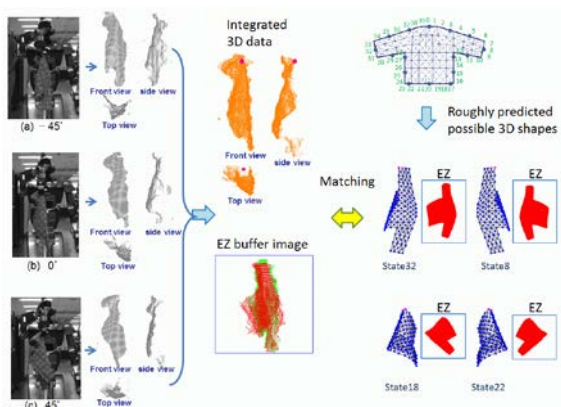 Front view
side view
Top view
(a) – 45˚
Front view
side view
Top view
(b) 0˚
Front view
side view
Top view
(c) 45˚
Integrated
3D data
Front view
side view
Top view
EZ buffer image
Matching
Roughly predicted
possible 3D shapes
EZ
EZ
State32
State8
EZ
EZ
State18
State22